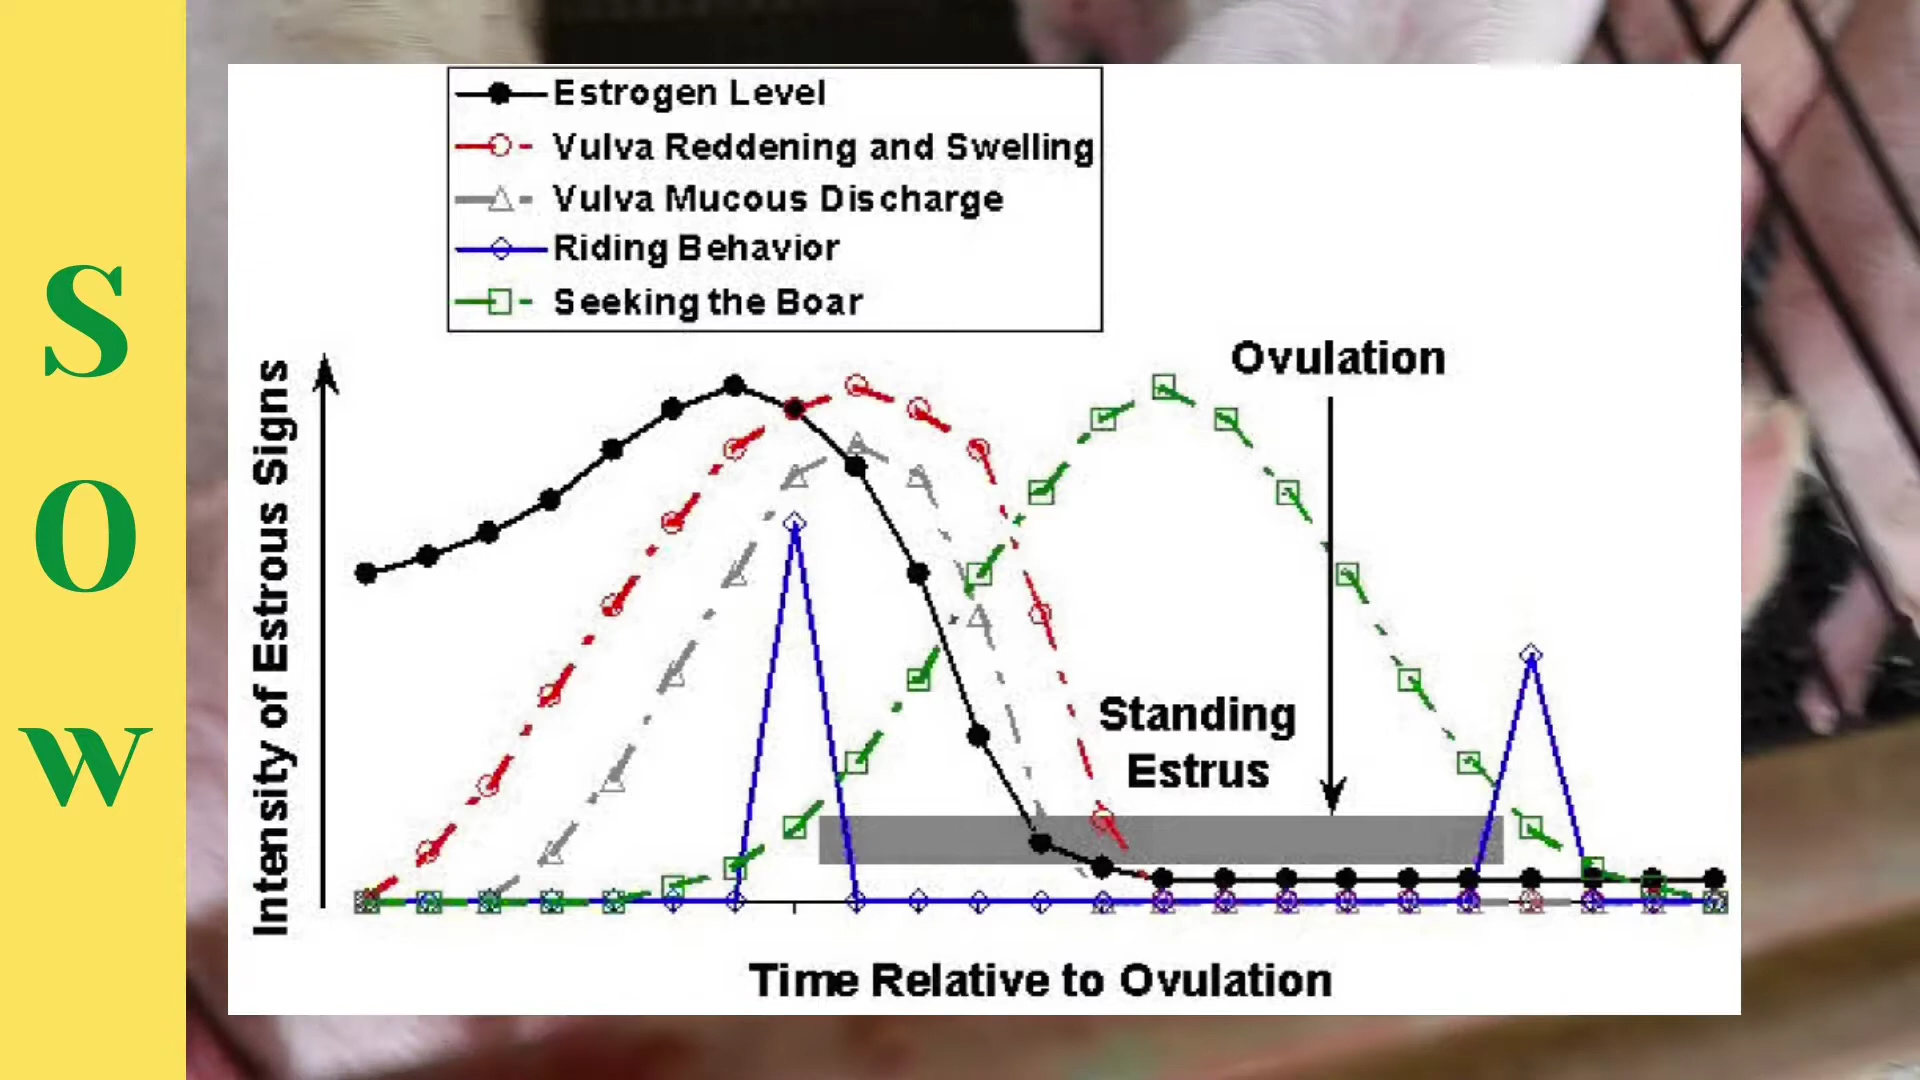 S
O
W
Estrogen Level
Vulva Reddening and Swelling
Vulva Mucous Discharge
Riding Behavior
Seeking the Boar
Intensity of Estrous Signs
Ovulation
Standing
Estrus
Time Relative to Ovulation